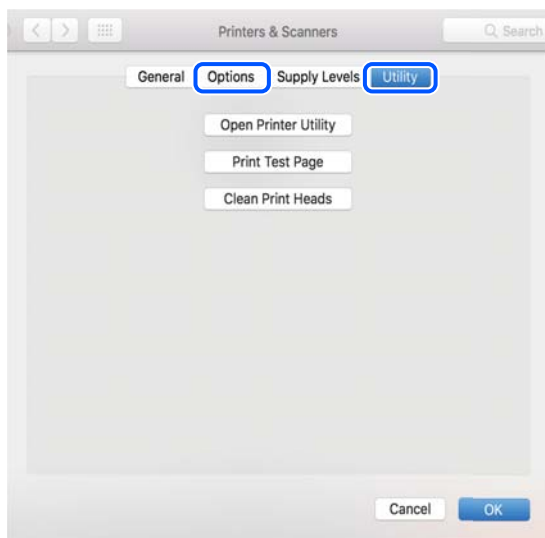 Printers & Scanners
Search
General Options Supply Levels Utility
Open Printer Utility
Print Test Page
Clean Print Heads
Cancel OK